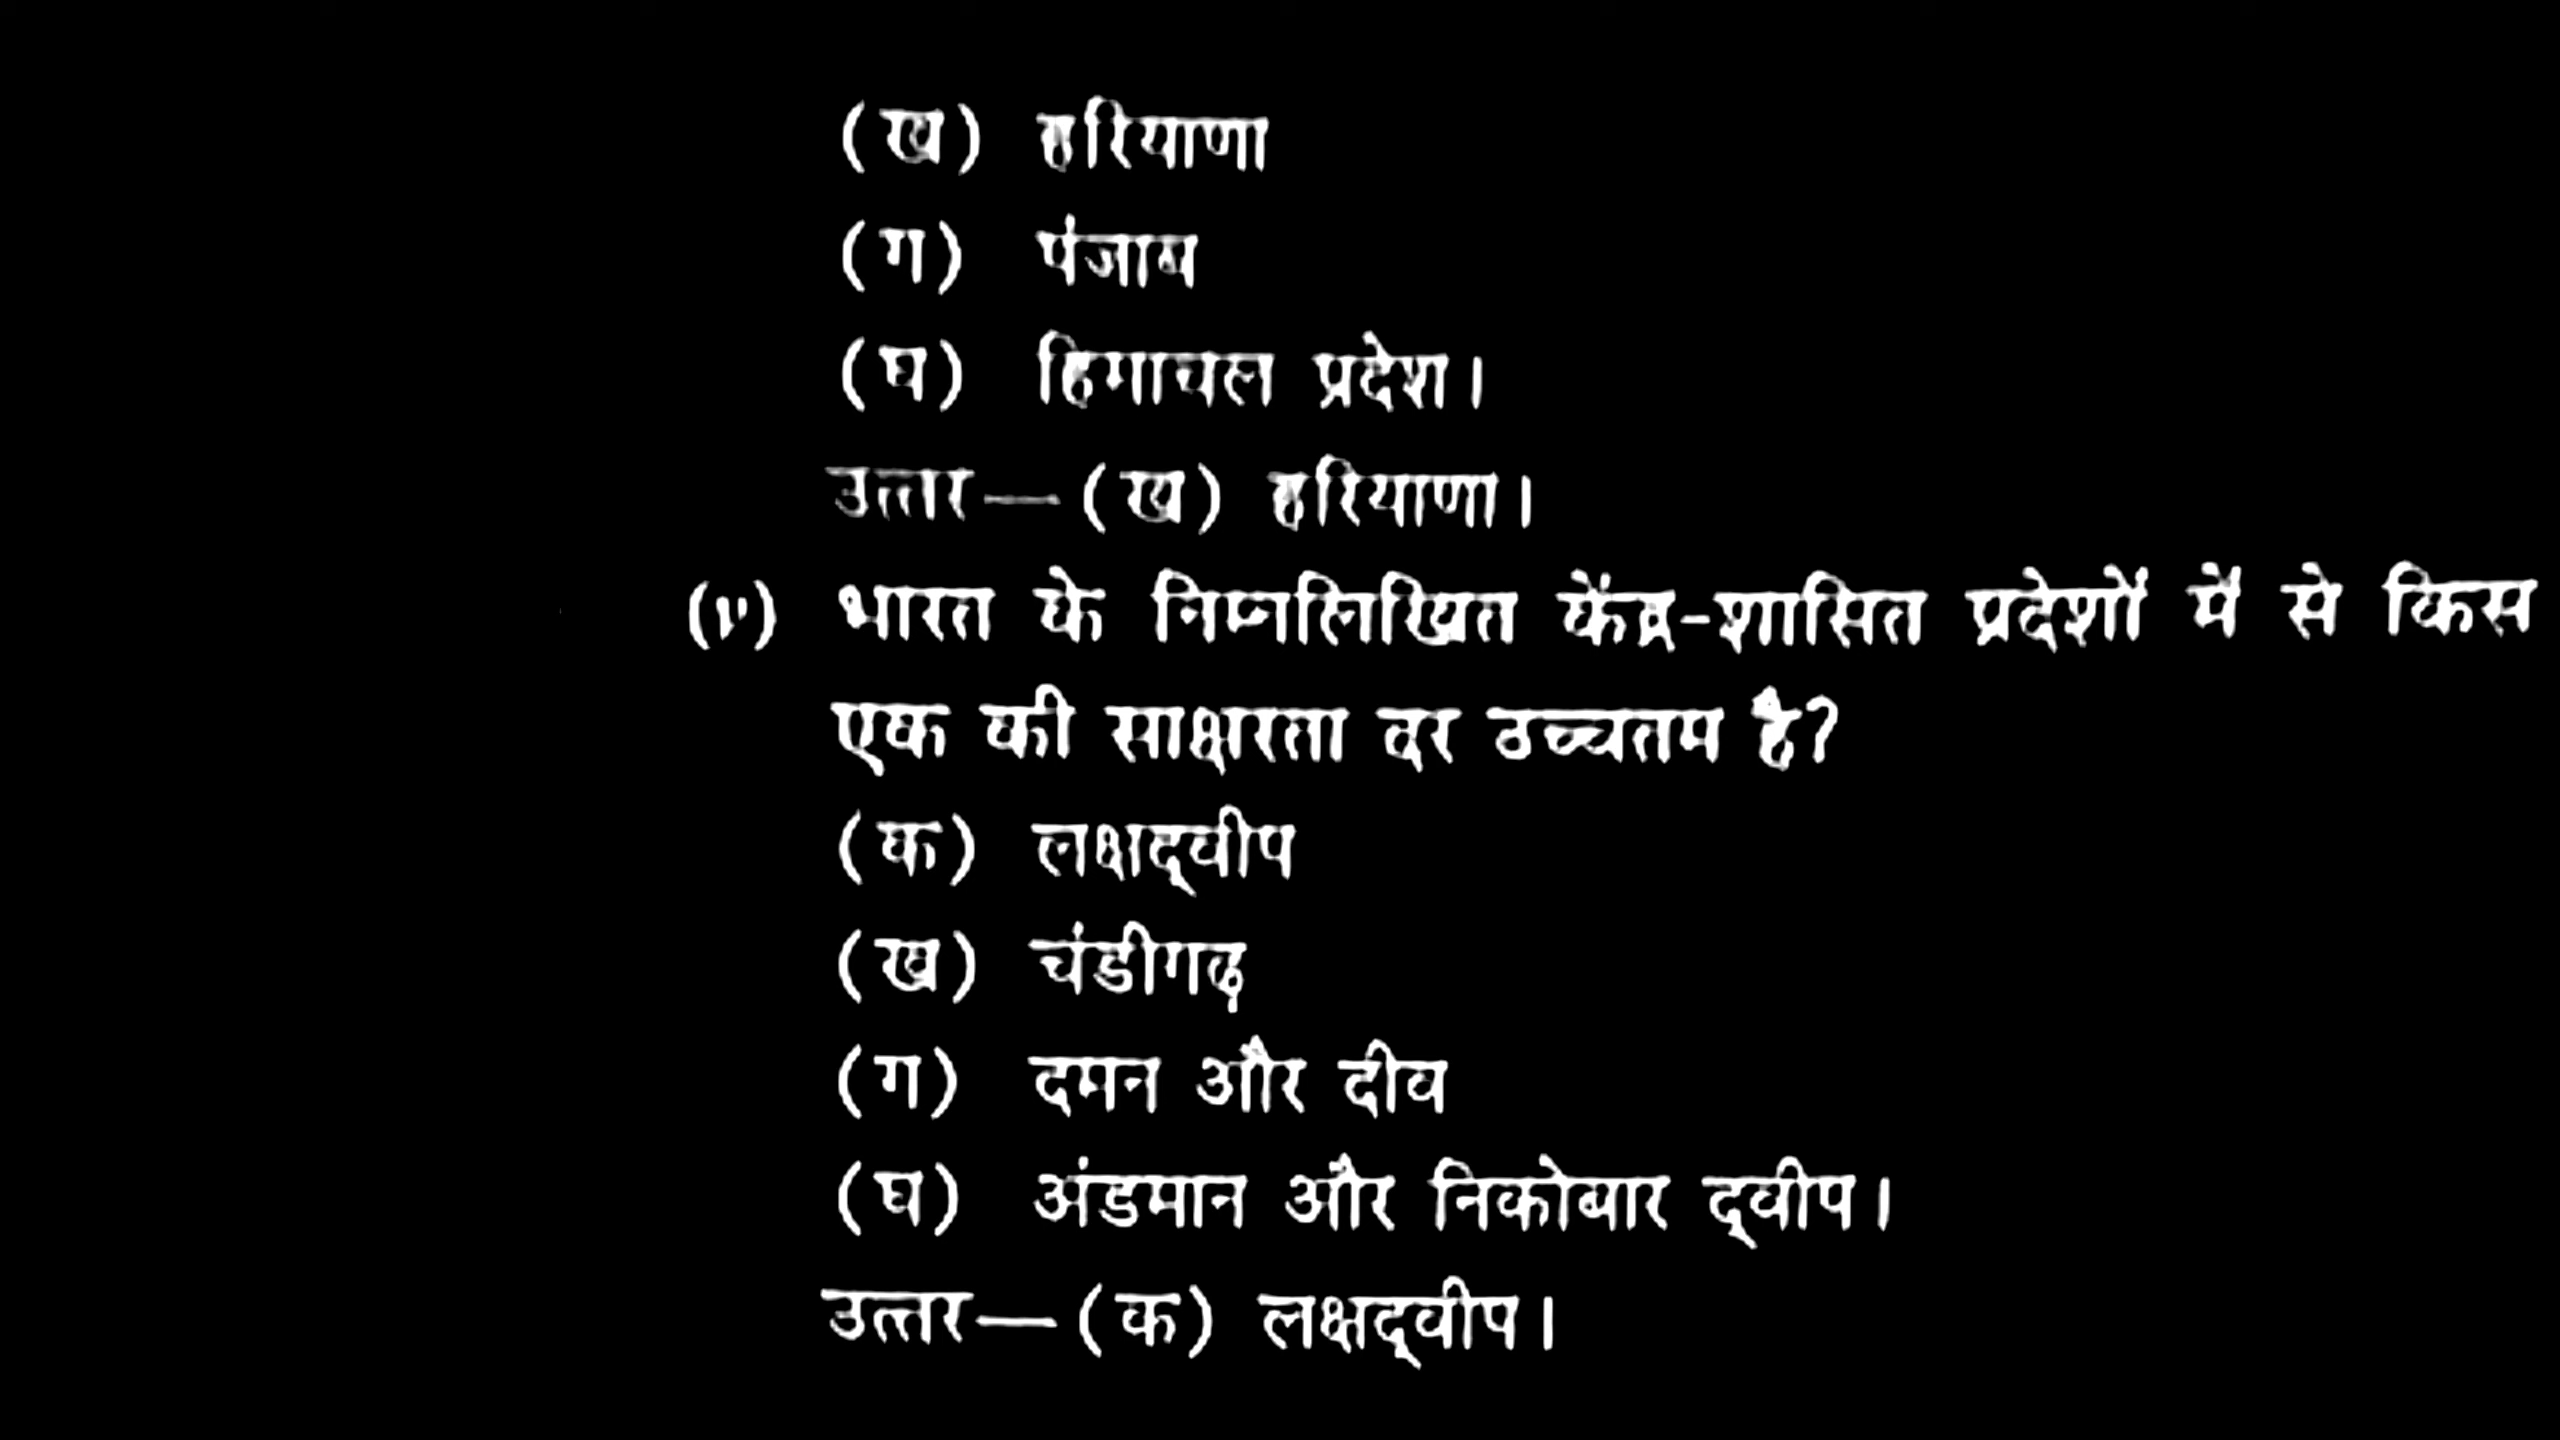 (ख) हरियाणा
(ग) पंजाब
(घ) हिमाचल प्रदेश।
उत्तर—(ख) हरियाणा।
(v) भारत के निम्नलिखित केंद्र-शासित प्रदेशों में से किस
एक की साक्षरता दर उच्चतम है?
(क) लक्षद्वीप
(ख) चंडीगढ़
(ग) दमन और दीव
(घ) अंडमान और निकोबार द्वीप।
उत्तर—(क) लक्षद्वीप।